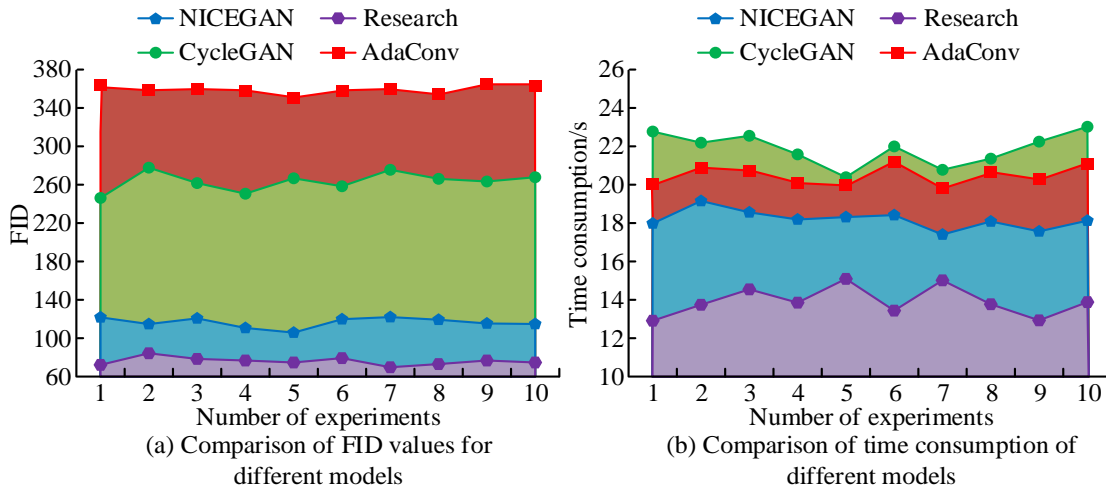 NICEGAN Research
CycleGAN AdaConv
380
340
300
260
220
180
140
100
60
FID
1 2 3 4 5 6 7 8 9 10
Number of experiments
(a) Comparison of FID values for
different models
NICEGAN Research
CycleGAN AdaConv
26
24
22
20
18
16
14
12
10
Time consumption/s
1 2 3 4 5 6 7 8 9 10
Number of experiments
(b) Comparison of time consumption of
different models